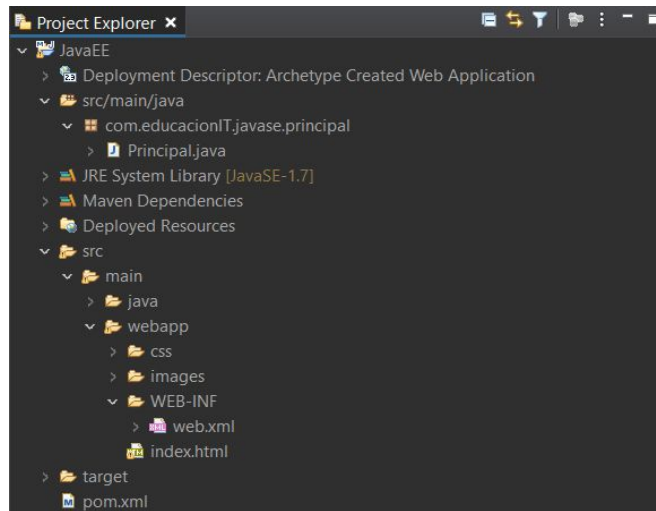 Project Explorer
JavaEE
Deployment Descriptor: Archetype Created Web Application
src/main/java
com.educacionIT.javase.principal
Principal.java
JRE System Library [JavaSE-1.7]
Maven Dependencies
Deployed Resources
src
main
java
webapp
css
images
WEB-INF
web.xml
index.html
target
pom.xml